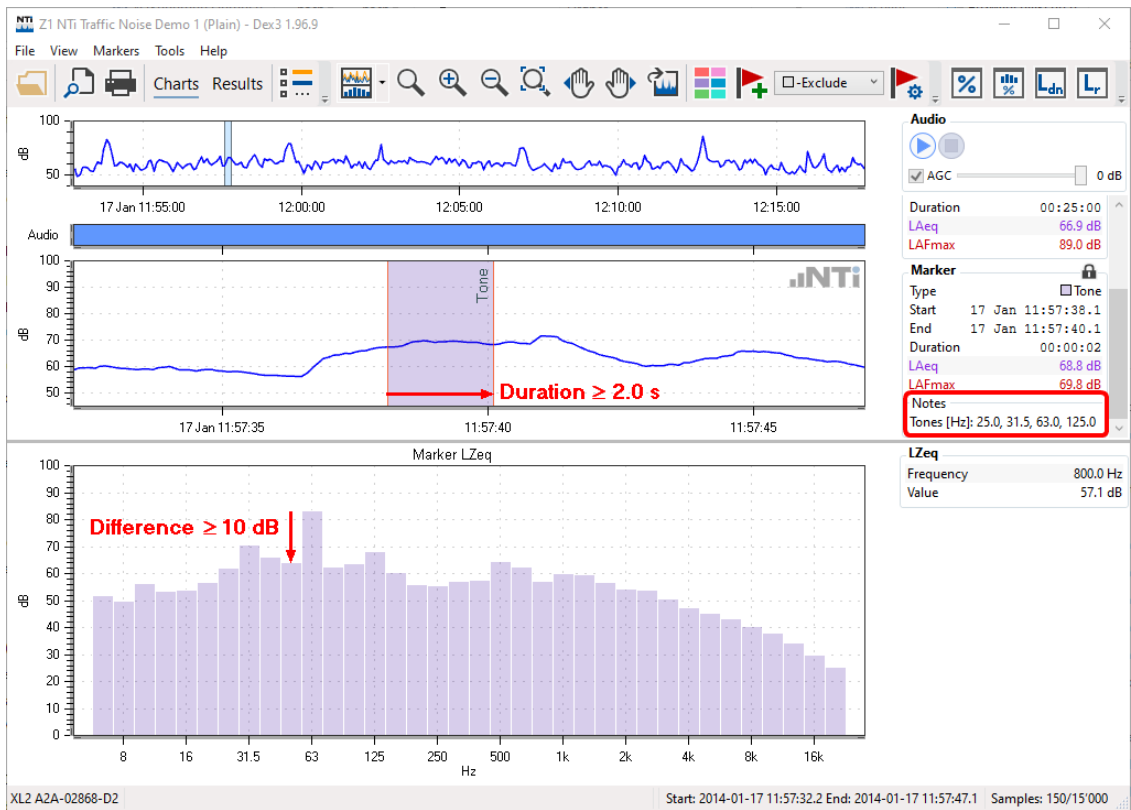 NTi Z1 NTi Traffic Noise Demo 1 (Plain) - Dex3 1.96.9
File View Markers Tools Help
Charts Results
-Exclude
% % Ldn Lr
100
50
dB
17 Jan 11:55:00 12:00:00 12:05:00 12:10:00 12:15:00
Audio
100
90
80
70
60
50
dB
Tone
NTi
Duration ≥ 2.0 s
17 Jan 11:57:35 11:57:40 11:57:45
Marker LZeq
100
90
80
70
60
50
40
30
20
10
0
dB
Difference ≥ 10 dB
8 16 31.5 63 125 250 500 1k 2k 4k 8k 16k
Hz
Audio
AGC 0 dB
Duration 00:25:00
LAeq 66.9 dB
LAFmax 89.0 dB
Marker
Type Tone
Start 17 Jan 11:57:38.1
End 17 Jan 11:57:40.1
Duration 00:00:02
LAeq 68.8 dB
LAFmax 69.8 dB
Notes
Tones [Hz]: 25.0, 31.5, 63.0, 125.0
LZeq
Frequency 800.0 Hz
Value 57.1 dB
XL2 A2A-02868-D2
Start: 2014-01-17 11:57:32.2 End: 2014-01-17 11:57:47.1 Samples: 150/15'000